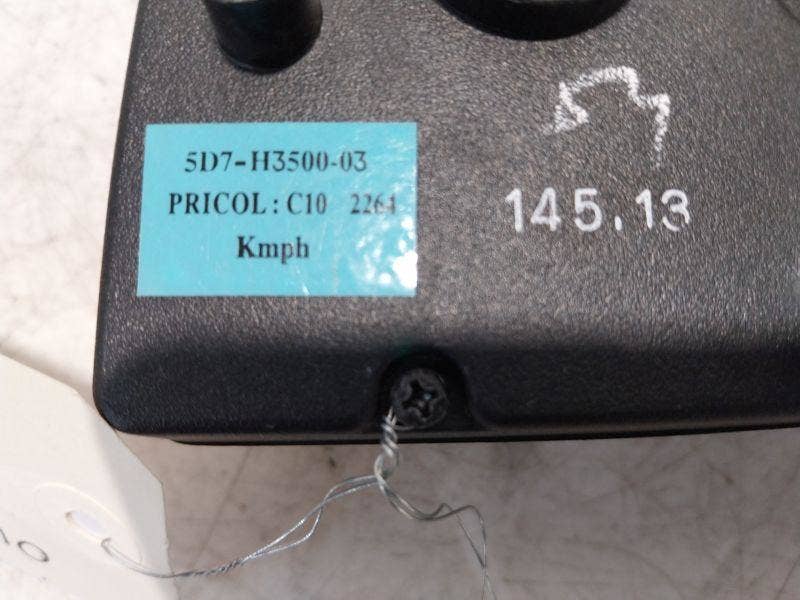 5D7-H3500-03
PRICOL : C10 2264
Kmph
145.13